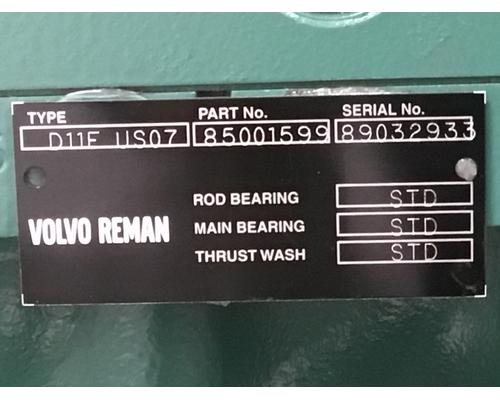 TYPE PART No. SERIAL No.
D11F US07 85001599 89032933
ROD BEARING STD
VOLVO REMAN MAIN BEARING STD
THRUST WASH STD